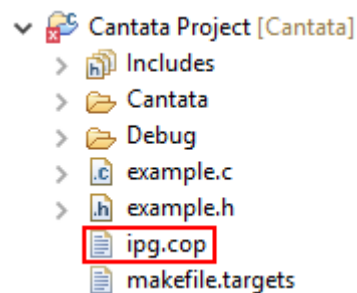 Cantata Project [Cantata]
Includes
Cantata
Debug
example.c
example.h
ipg.cop
makefile.targets